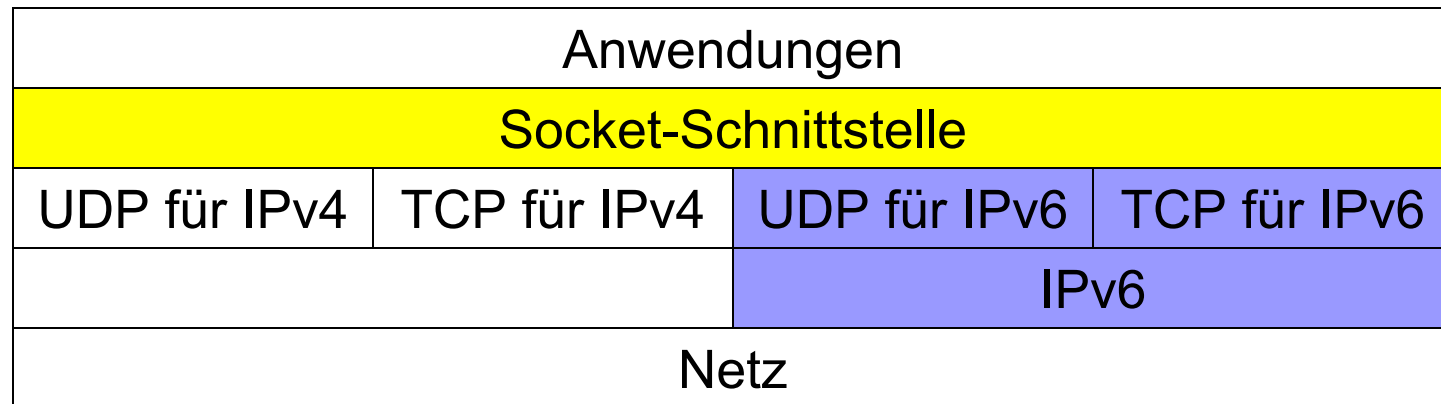 Anwendungen
Socket-Schnittstelle
UDP für IPv4 TCP für IPv4 UDP für IPv6 TCP für IPv6
IPv6
Netz